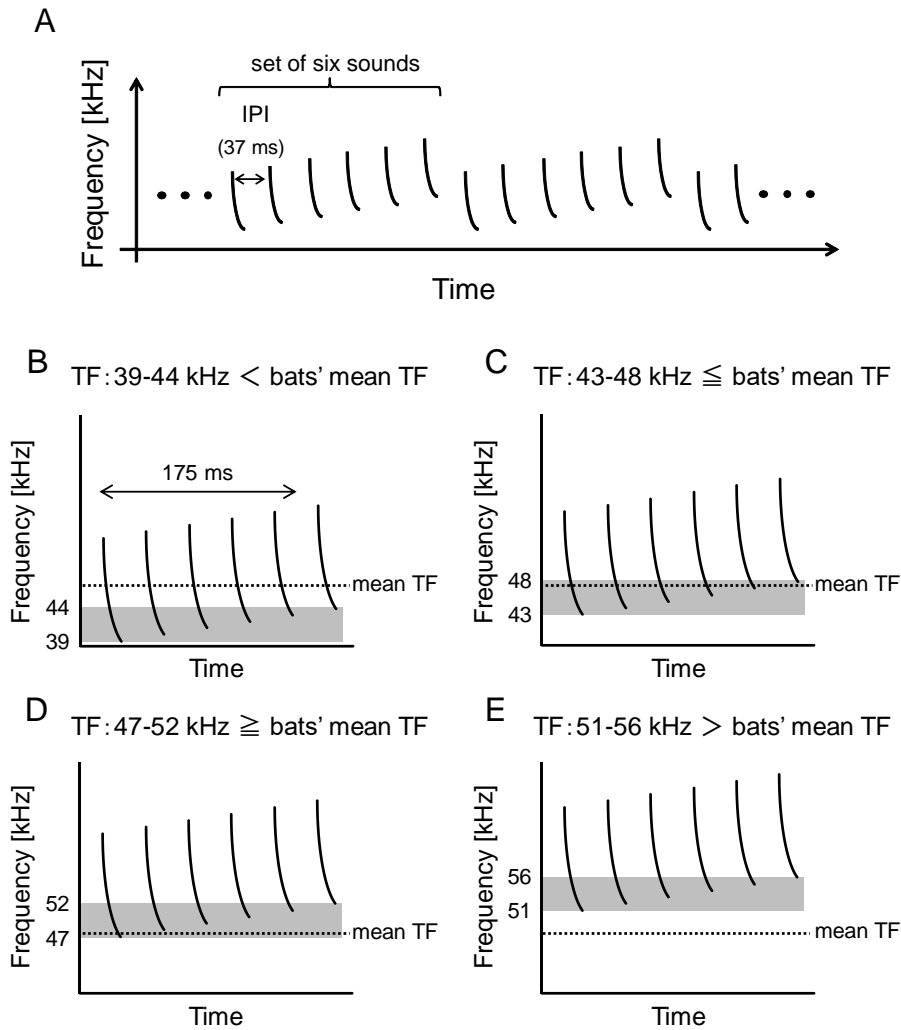 A
set of six sounds
IPI
(37 ms)
Frequency [kHz]
Time
B TF:39-44 kHz < bats' mean TF
175 ms
Frequency [kHz]
mean TF
44
39
Time
C TF:43-48 kHz ≦ bats' mean TF
Frequency [kHz]
48
mean TF
43
Time
D TF:47-52 kHz ≧ bats' mean TF
Frequency [kHz]
52
47
mean TF
Time
E TF:51-56 kHz > bats' mean TF
Frequency [kHz]
56
51
mean TF
Time